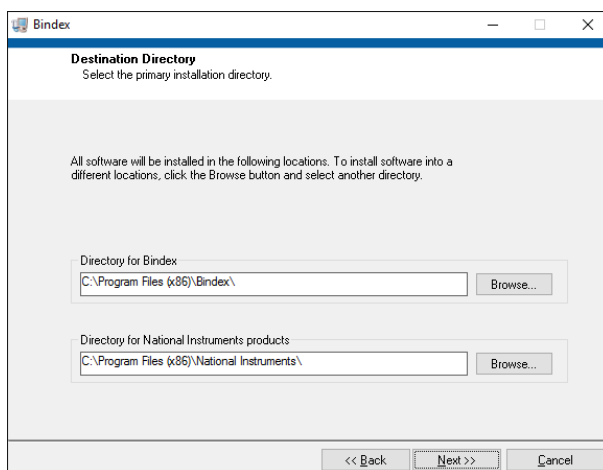 Bindex
Destination Directory
Select the primary installation directory.
All software will be installed in the following locations. To install software into a
different locations, click the Browse button and select another directory.
Directory for Bindex
C:\Program Files (x86)\Bindex\
Browse...
Directory for National Instruments products
C:\Program Files (x86)\National Instruments\
Browse...
<< Back
Next >>
Cancel